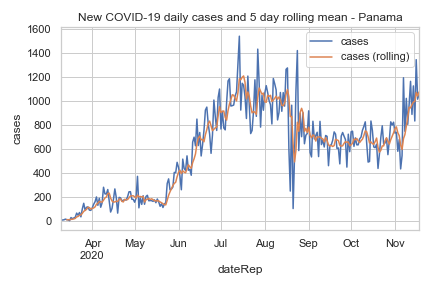 New COVID-19 daily cases and 5 day rolling mean - Panama
cases
cases (rolling)
1600
1400
1200
1000
800
600
400
200
0
cases
Apr
2020
May
Jun
Jul
Aug
Sep
Oct
Nov
dateRep